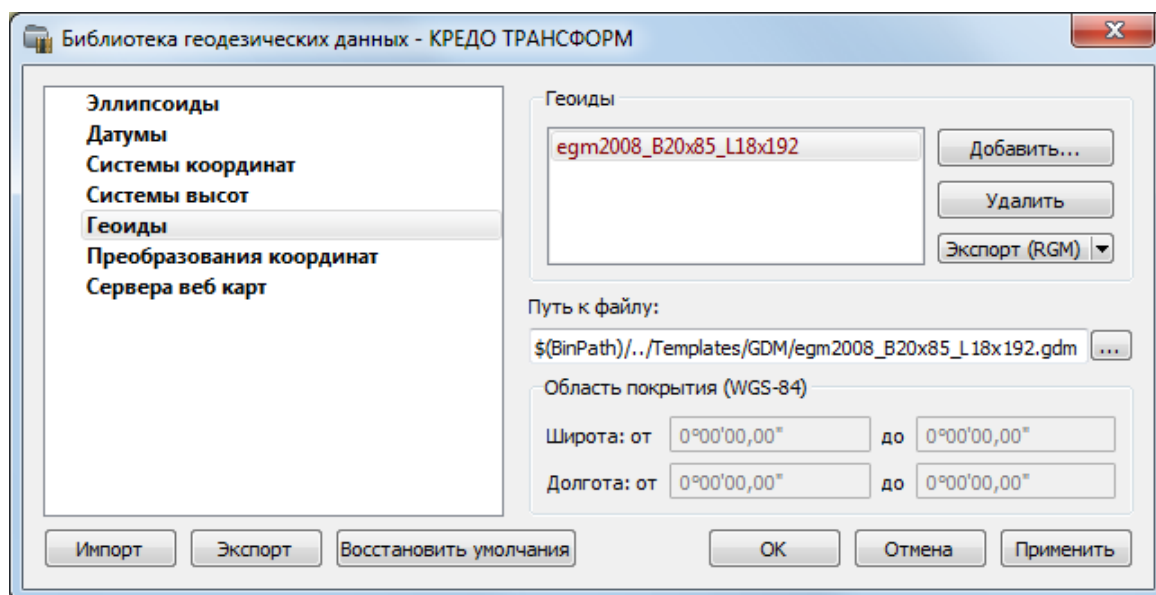 Библиотека геодезических данных - КРЕДО ТРАНСФОРМ
Эллипсоиды
Датумы
Системы координат
Системы высот
Геоиды
Преобразования координат
Сервера веб карт
Геоиды
egm2008_B20x85_L18x192
Добавить...
Удалить
Экспорт (RGM)
Путь к файлу:
$(BinPath)/../Templates/GDM/egm2008_B20x85_L18x192.gdm ...
Область покрытия (WGS-84)
Широта: от 0°00'00,00" до 0°00'00,00"
Долгота: от 0°00'00,00" до 0°00'00,00"
Импорт Экспорт Восстановить умолчания OK Отмена Применить